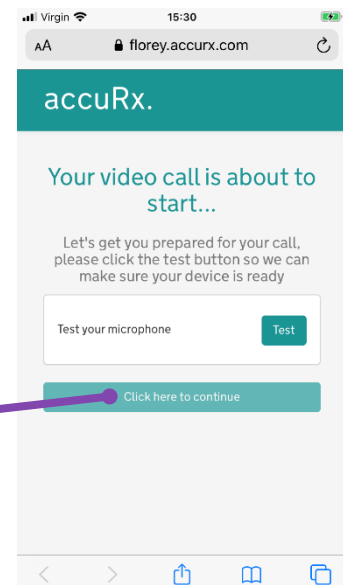 Virgin 15:30
AA florey.accurx.com
accuRx.
Your video call is about to
start...
Let's get you prepared for your call,
please click the test button so we can
make sure your device is ready
Test your microphone Test
Click here to continue